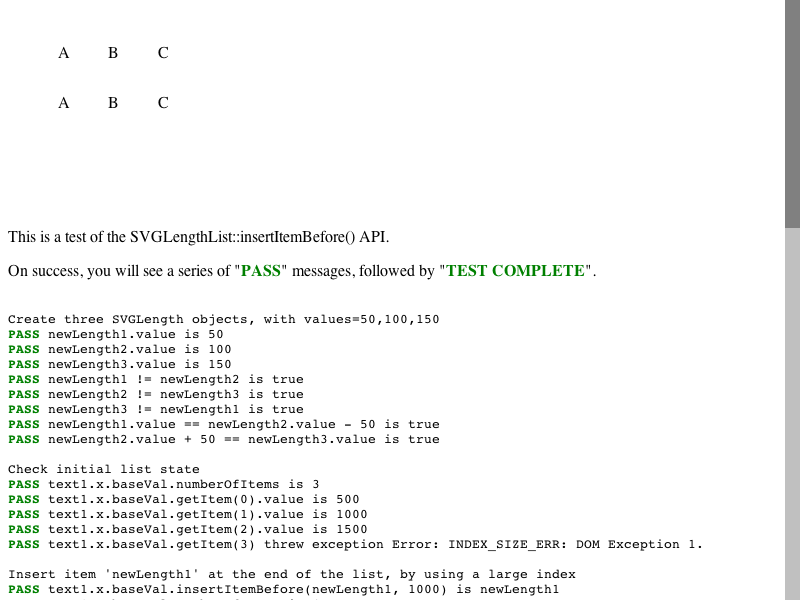 A B C
A B C
This is a test of the SVGLengthList::insertItemBefore() API.
On success, you will see a series of "PASS" messages, followed by "TEST COMPLETE".
Create three SVGLength objects, with values=50,100,150
PASS newLength1.value is 50
PASS newLength2.value is 100
PASS newLength3.value is 150
PASS newLength1 != newLength2 is true
PASS newLength2 != newLength3 is true
PASS newLength3 != newLength1 is true
PASS newLength1.value == newLength2.value - 50 is true
PASS newLength2.value + 50 == newLength3.value is true
Check initial list state
PASS text1.x.baseVal.numberOfItems is 3
PASS text1.x.baseVal.getItem(0).value is 500
PASS text1.x.baseVal.getItem(1).value is 1000
PASS text1.x.baseVal.getItem(2).value is 1500
PASS text1.x.baseVal.getItem(3) threw exception Error: INDEX_SIZE_ERR: DOM Exception 1.
Insert item 'newLength1' at the end of the list, by using a large index
PASS text1.x.baseVal.insertItemBefore(newLength1, 1000) is newLength1